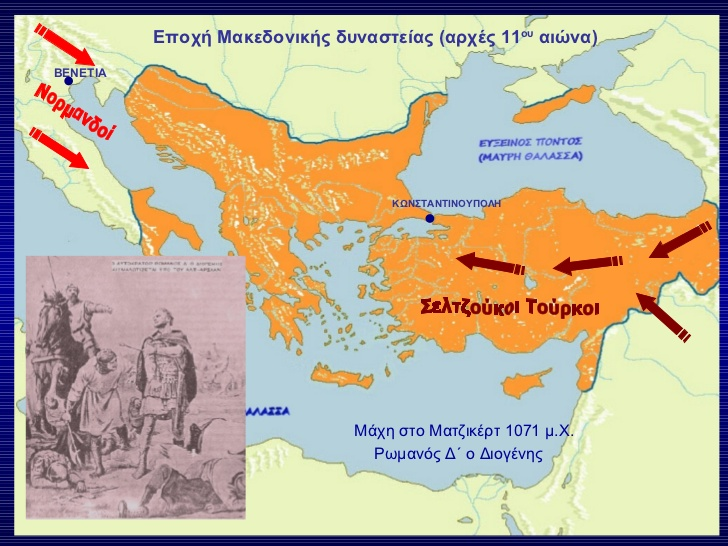 Εποχή Μακεδονικής δυναστείας (αρχές 11ου αιώνα)
ΒΕΝΕΤΙΑ
Νορμανδοί
ΕΥΞΕΙΝΟΣ ΠΟΝΤΟΣ
(ΜΑΥΡΗ ΘΑΛΑΣΣΑ)
ΚΩΝΣΤΑΝΤΙΝΟΥΠΟΛΗ
Σελτζούκοι Τούρκοι
ΑΛΑΣΣΑ
Μάχη στο Ματζικέρτ 1071 μ.Χ.
Ρωμανός Δ΄ ο Διογένης